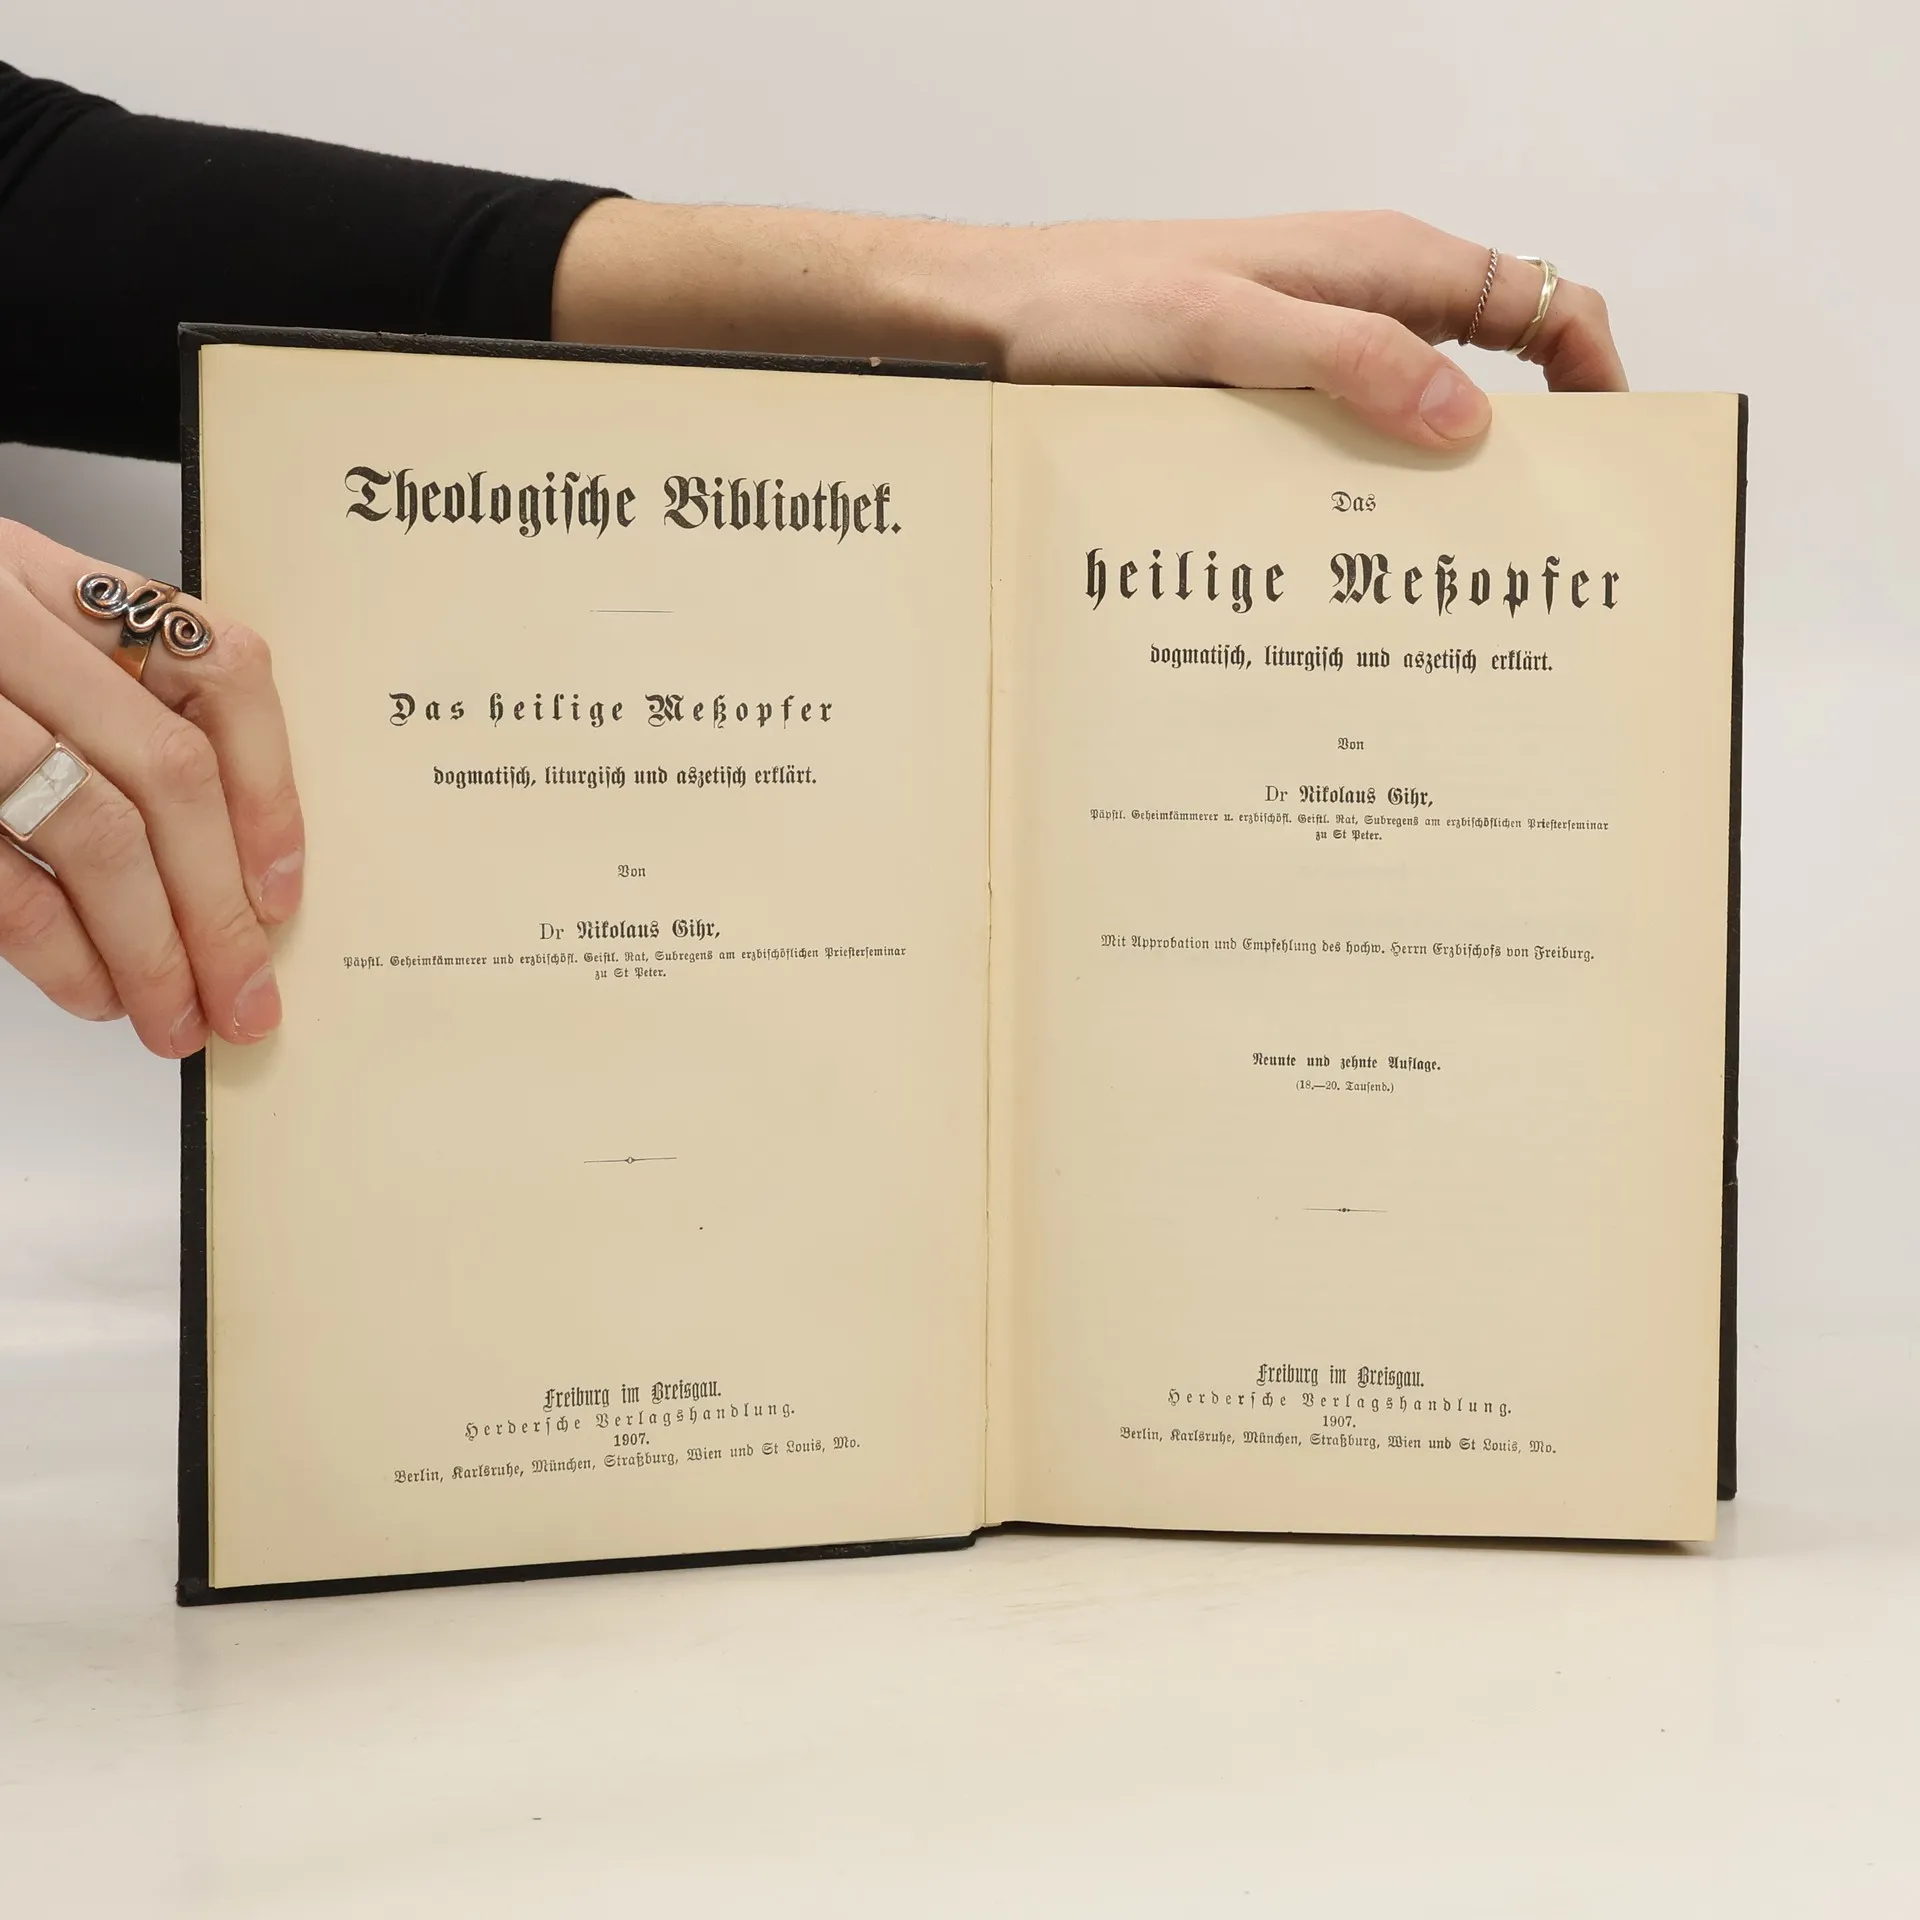 Theologische Bibliothek.
Das heilige Meßopfer
dogmatisch, liturgisch und aszetisch erklärt.
Von
Dr Nikolaus Gihr,
Päpstl. Geheimkämmerer und erzbischöfl. Geistl. Rat, Subregens am erzbischöflichen Priesterseminar
zu St Peter.
Freiburg im Breisgau.
Herdersche Verlagshandlung.
1907.
Berlin, Karlsruhe, München, Straßburg, Wien und St Louis, Mo.
Das
heilige Meßopfer
dogmatisch, liturgisch und aszetisch erklärt.
Von
Dr Nikolaus Gihr,
Päpstl. Geheimkämmerer u. erzbischöfl. Geistl. Rat, Subregens am erzbischöflichen Priesterseminar
zu St Peter.
Mit Approbation und Empfehlung des hochw. Herrn Erzbischofs von Freiburg.
Neunte und zehnte Auflage.
(18.—20. Tausend.)
Freiburg im Breisgau.
Herdersche Verlagshandlung.
1907.
Berlin, Karlsruhe, München, Straßburg, Wien und St Louis, Mo.